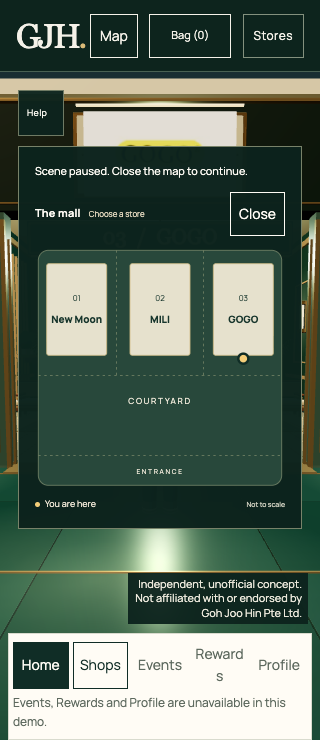 GJH.
Map
Bag (0)
Stores
Help
Scene paused. Close the map to continue.
The mall
Choose a store
Close
03 / GOGO
01
New Moon
02
MILI
03
GOGO
COURTYARD
ENTRANCE
You are here
Not to scale
Independent, unofficial concept.
Not affiliated with or endorsed by
Goh Joo Hin Pte Ltd.
Home
Shops
Events
Reward
s
Profile
Events, Rewards and Profile are unavailable in this
demo.